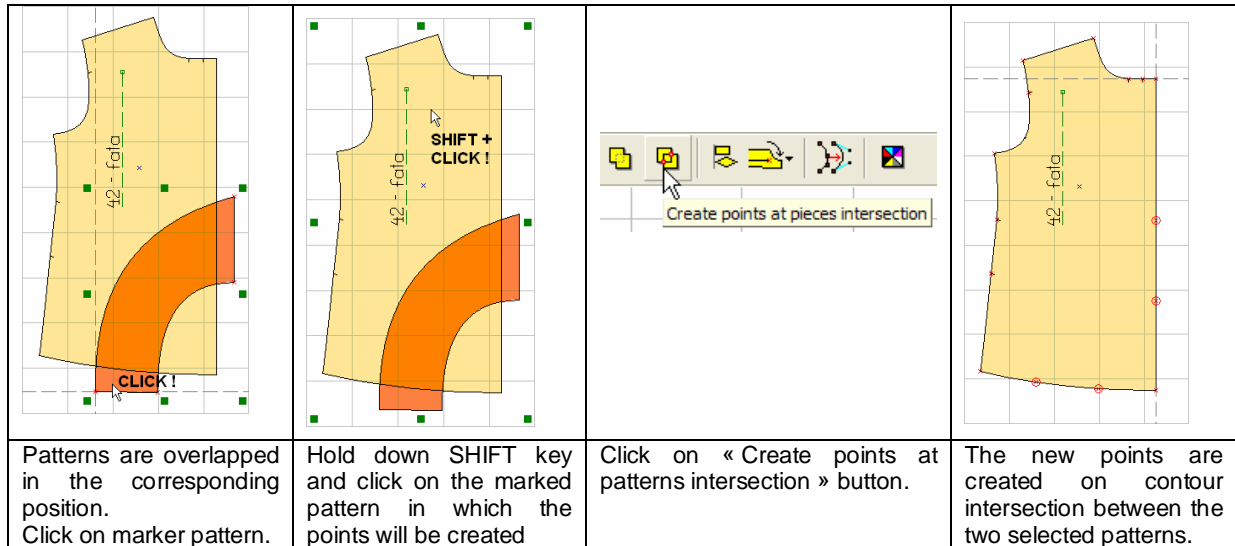 42 - fata
CLICK !
42 - fata
SHIFT +
CLICK !
Create points at pieces intersection
42 - fata
Patterns are overlapped
in the corresponding
position.
Click on marker pattern.
Hold down SHIFT key
and click on the marked
pattern in which the
points will be created
Click on « Create points at
patterns intersection » button.
The new points are
created on contour
intersection between the
two selected patterns.